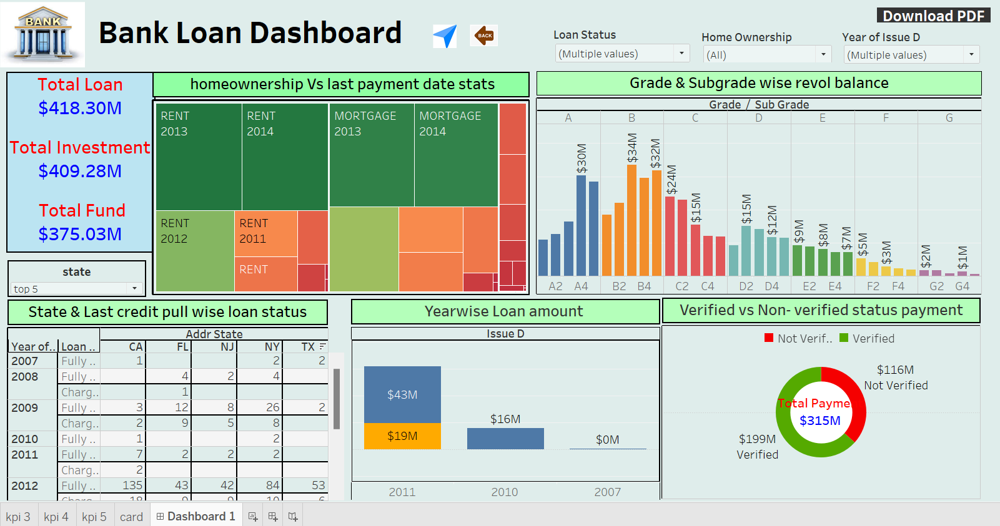 BANK
Bank Loan Dashboard
BACK
Download PDF
Loan Status
(Multiple values)
Home Ownership
(All)
Year of Issue D
(Multiple values)
Total Loan
$418.30M
Total Investment
$409.28M
Total Fund
$375.03M
state
top 5
homeownership Vs last payment date stats
RENT
2013
RENT
2014
MORTGAGE
2013
MORTGAGE
2014
RENT
2012
RENT
2011
RENT
Grade & Subgrade wise revol balance
Grade / Sub Grade
A B C D E F G
$30M $34M $32M $24M $15M $15M $12M $9M $8M $7M $5M $3M $2M $1M
A2 A4 B2 B4 C2 C4 D2 D4 E2 E4 F2 F4 G2 G4
State & Last credit pull wise loan status
Addr State
Year of.. Loan .. CA FL NJ NY TX
2007 Fully .. 1 2 2
2008 Fully .. 4 2 4
Charg.. 1
2009 Fully .. 3 12 8 26 2
Charg.. 2 9 5 8
2010 Fully .. 1 2
2011 Fully .. 7 2 2 2
Charg.. 2
2012 Fully .. 135 43 42 84 53
Yearwise Loan amount
Issue D
$43M
$19M
$16M
$0M
2011 2010 2007
Verified vs Non- verified status payment
Not Verif.. Verified
$116M
Not Verified
Total Payme
$315M
$199M
Verified
kpi 3 kpi 4 kpi 5 card Dashboard 1